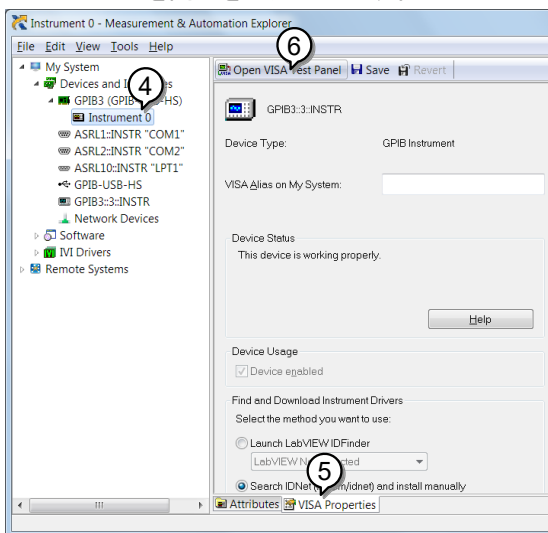 Instrument 0 - Measurement & Automation Explorer
File Edit View Tools Help
My System
Devices and
GPIB3 (GPIB -HS)
Instrument 0
ASRL1::INSTR "COM1"
ASRL2::INSTR "COM2"
ASRL10::INSTR "LPT1"
GPIB-USB-HS
GPIB3::3::INSTR
Network Devices
Software
IVI Drivers
Remote Systems
4
6
Open VISA Test Panel Save Revert
GPIB3::3::INSTR
Device Type: GPIB Instrument
VISA Alias on My System:
Device Status
This device is working properly.
Help
Device Usage
Device enabled
Find and Download Instrument Drivers
Select the method you want to use:
Launch LabVIEW IDFinder
LabVIEW
5
Search IDNet /idnet) and install manually
Attributes VISA Properties